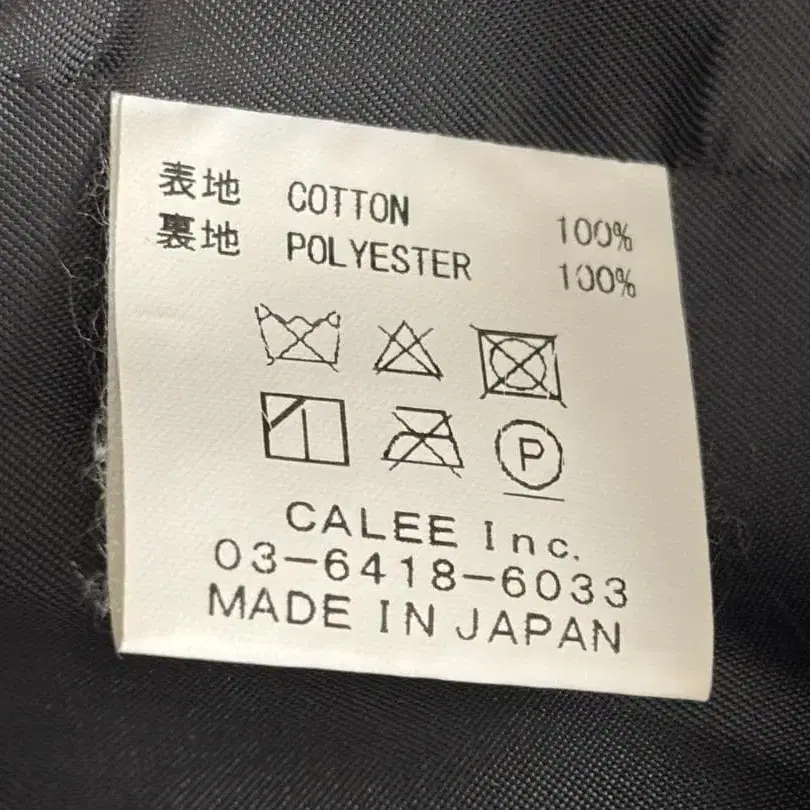 表地 COTTON 100%
裏地 POLYESTER 100%
P
CALEE Inc.
03-6418-6033
MADE IN JAPAN